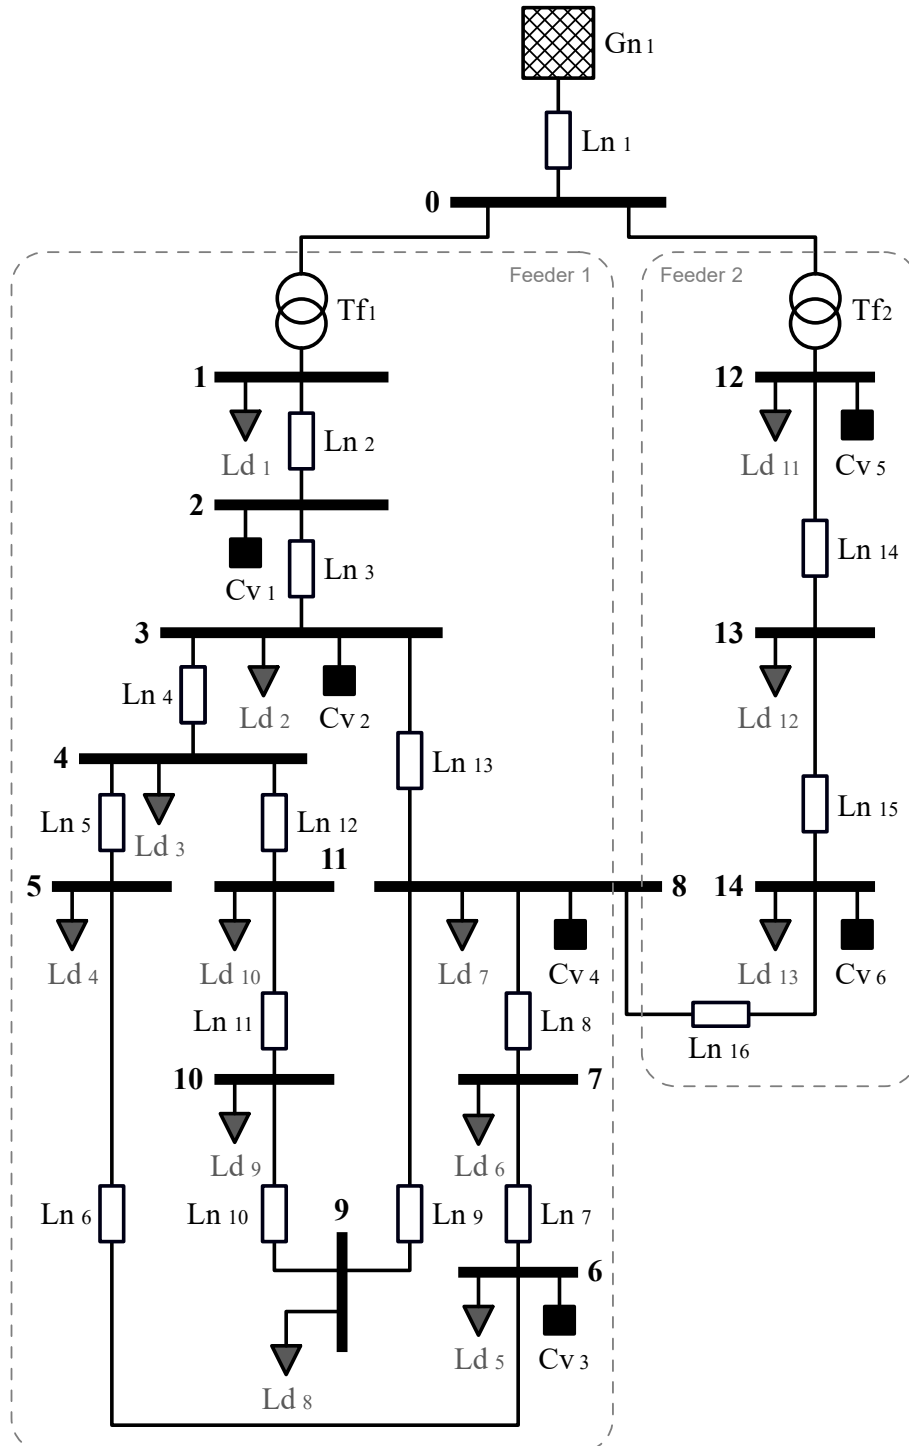 Gn 1
Ln 1
0
Feeder 1
Feeder 2
Tf1
Tf2
1
12
Ld 1
Ln 2
Ld 11
Cv 5
2
Cv 1
Ln 3
Ln 14
3
13
Ln 4
Ld 2
Cv 2
Ld 12
4
Ln 13
Ln 5
Ld 3
Ln 12
Ln 15
11
5
8
14
Ld 4
Ld 10
Ld 7
Cv 4
Ld 13
Cv 6
Ln 11
Ln 8
Ln 16
10
7
Ld 9
Ld 6
Ln 6
Ln 10
9
Ln 9
Ln 7
6
Ld 5
Cv 3
Ld 8